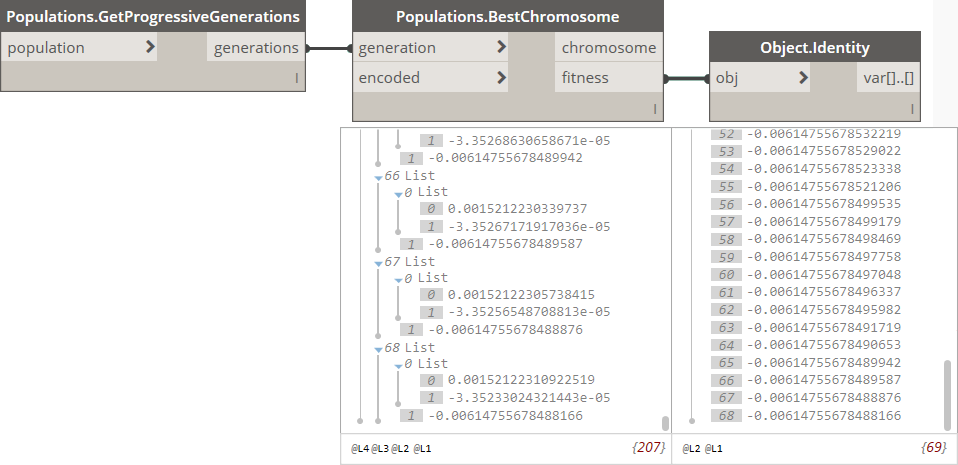 Populations.GetProgressiveGenerations
population > generations
Populations.BestChromosome
generation > chromosome
encoded > fitness
Object.Identity
obj > var[]..[]
1 -3.35268630658671e-05
1 -0.00614755678489942
66 List
0 List
0 0.0015212230339737
1 -3.35267171917036e-05
1 -0.00614755678489587
67 List
0 List
0 0.00152122305738415
1 -3.35256548708813e-05
1 -0.00614755678488876
68 List
0 List
0 0.00152122310922519
1 -3.35233024321443e-05
1 -0.00614755678488166
@L4 @L3 @L2 @L1 {207}
52 -0.00614755678532219
53 -0.00614755678529022
54 -0.00614755678523338
55 -0.00614755678521206
56 -0.00614755678499535
57 -0.00614755678499179
58 -0.00614755678498469
59 -0.00614755678497758
60 -0.00614755678497048
61 -0.00614755678496337
62 -0.00614755678495982
63 -0.00614755678491719
64 -0.00614755678490653
65 -0.00614755678489942
66 -0.00614755678489587
67 -0.00614755678488876
68 -0.00614755678488166
@L2 @L1 {69}